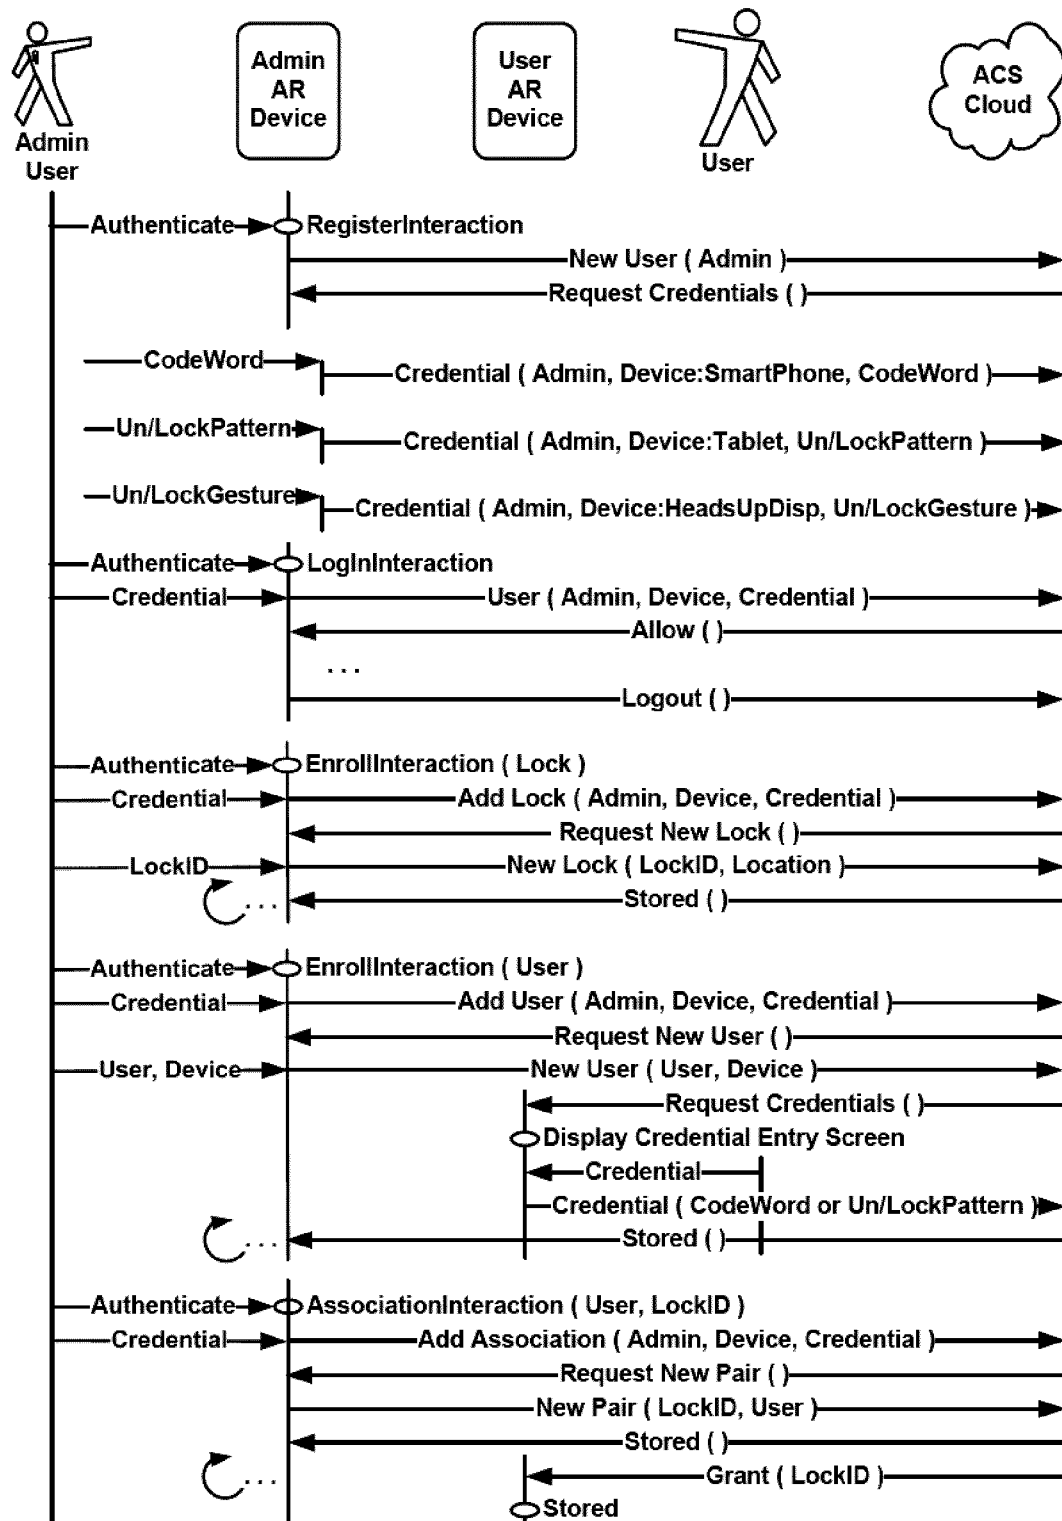 Admin
AR
Device
User
AR
Device
ACS
Cloud
Admin
User
User
Authenticate RegisterInteraction
New User ( Admin )
Request Credentials ( )
CodeWord
Credential ( Admin, Device:SmartPhone, CodeWord )
Un/LockPattern
Credential ( Admin, Device:Tablet, Un/LockPattern )
Un/LockGesture
Credential ( Admin, Device:HeadsUpDisp, Un/LockGesture )
Authenticate LogInInteraction
Credential User ( Admin, Device, Credential )
Allow ( )
. . .
Logout ( )
Authenticate EnrollInteraction ( Lock )
Credential Add Lock ( Admin, Device, Credential )
Request New Lock ( )
LockID New Lock ( LockID, Location )
. . . Stored ( )
Authenticate EnrollInteraction ( User )
Credential Add User ( Admin, Device, Credential )
Request New User ( )
User, Device New User ( User, Device )
Request Credentials ( )
Display Credential Entry Screen
Credential
Credential ( CodeWord or Un/LockPattern )
. . . Stored ( )
Authenticate AssociationInteraction ( User, LockID )
Credential Add Association ( Admin, Device, Credential )
Request New Pair ( )
New Pair ( LockID, User )
Stored ( )
. . . Grant ( LockID )
Stored